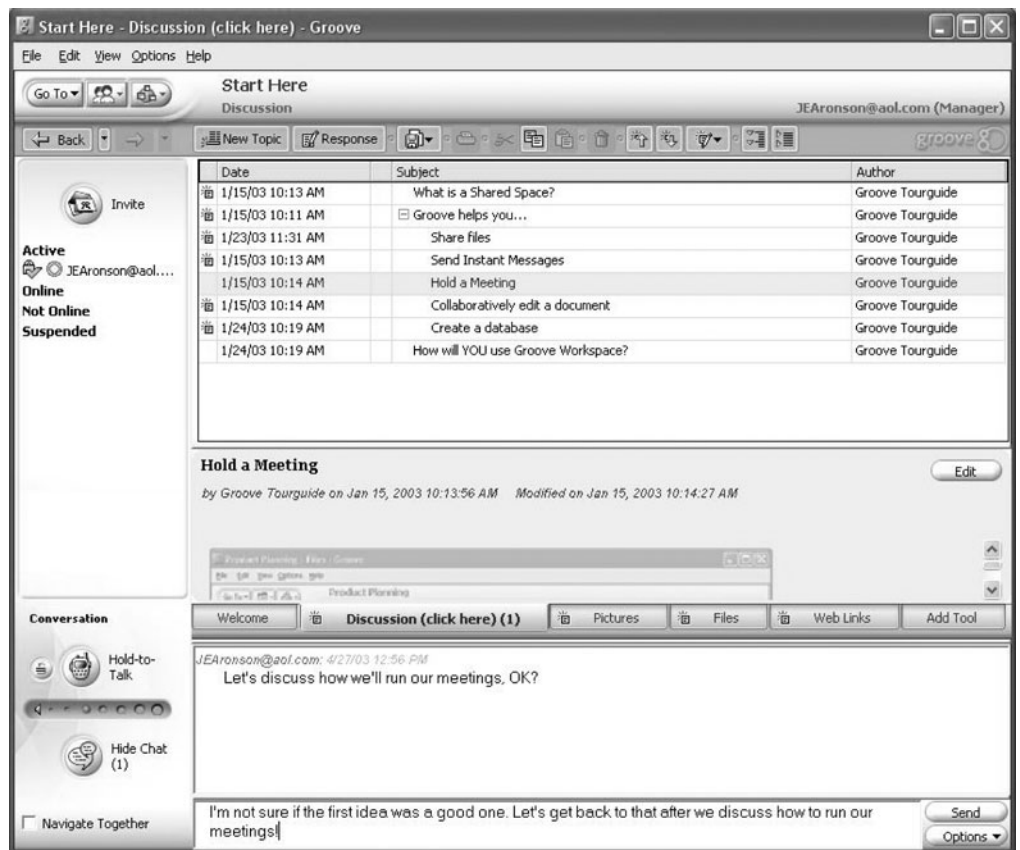 Start Here - Discussion (click here) - Groove
File Edit View Options Help
Go To
Start Here
Discussion
JEAronson@aol.com (Manager)
Back
New Topic
Response
groove
Invite
Active
JEAronson@aol....
Online
Not Online
Suspended
Date Subject Author
1/15/03 10:13 AM What is a Shared Space? Groove Tourguide
1/15/03 10:11 AM Groove helps you... Groove Tourguide
1/23/03 11:31 AM Share files Groove Tourguide
1/15/03 10:13 AM Send Instant Messages Groove Tourguide
1/15/03 10:14 AM Hold a Meeting Groove Tourguide
1/15/03 10:14 AM Collaboratively edit a document Groove Tourguide
1/24/03 10:19 AM Create a database Groove Tourguide
1/24/03 10:19 AM How will YOU use Groove Workspace? Groove Tourguide
Hold a Meeting
Edit
by Groove Tourguide on Jan 15, 2003 10:13:56 AM Modified on Jan 15, 2003 10:14:27 AM
Product Planning - Files - Groove
File Edit View Options Help
Product Planning
Welcome Discussion (click here) (1) Pictures Files Web Links Add Tool
Conversation
Hold-to-
Talk
Hide Chat
(1)
Navigate Together
JEAronson@aol.com: 4/27/03 12:56 PM
Let's discuss how we'll run our meetings, OK?
I'm not sure if the first idea was a good one. Let's get back to that after we discuss how to run our
meetings!
Send
Options